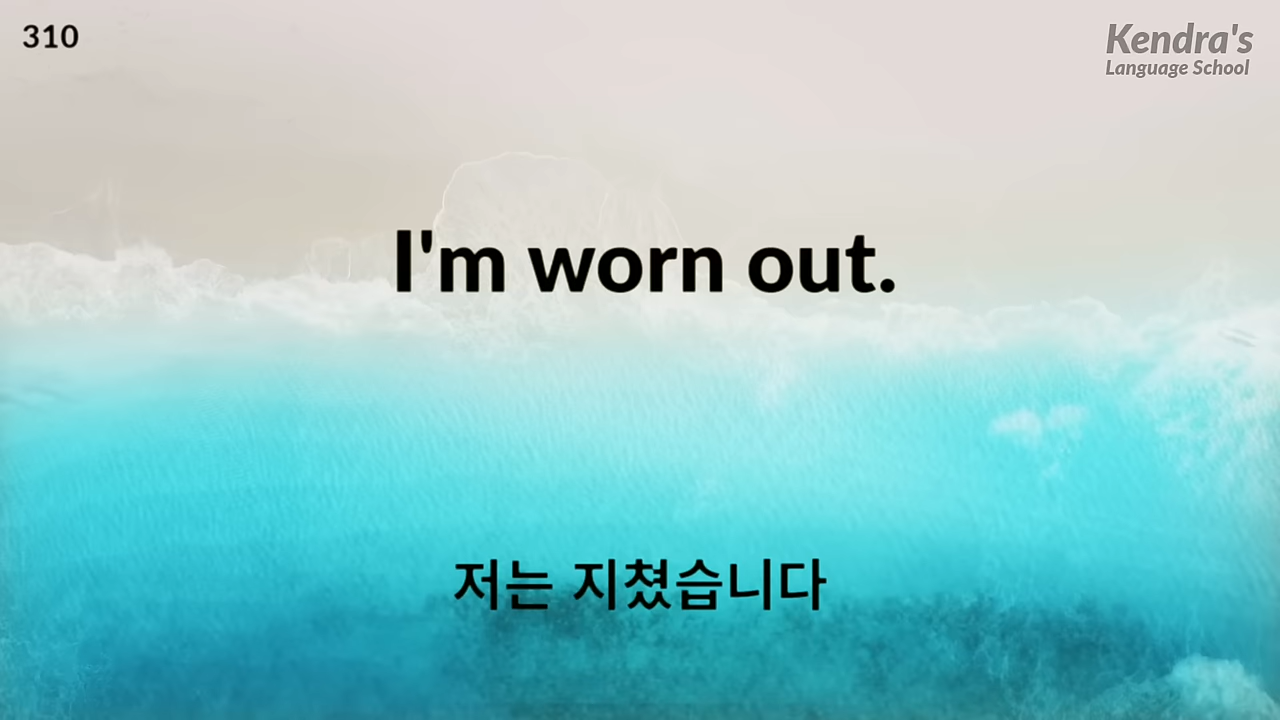 310
Kendra's
Language School
I'm worn out.
저는 지쳤습니다